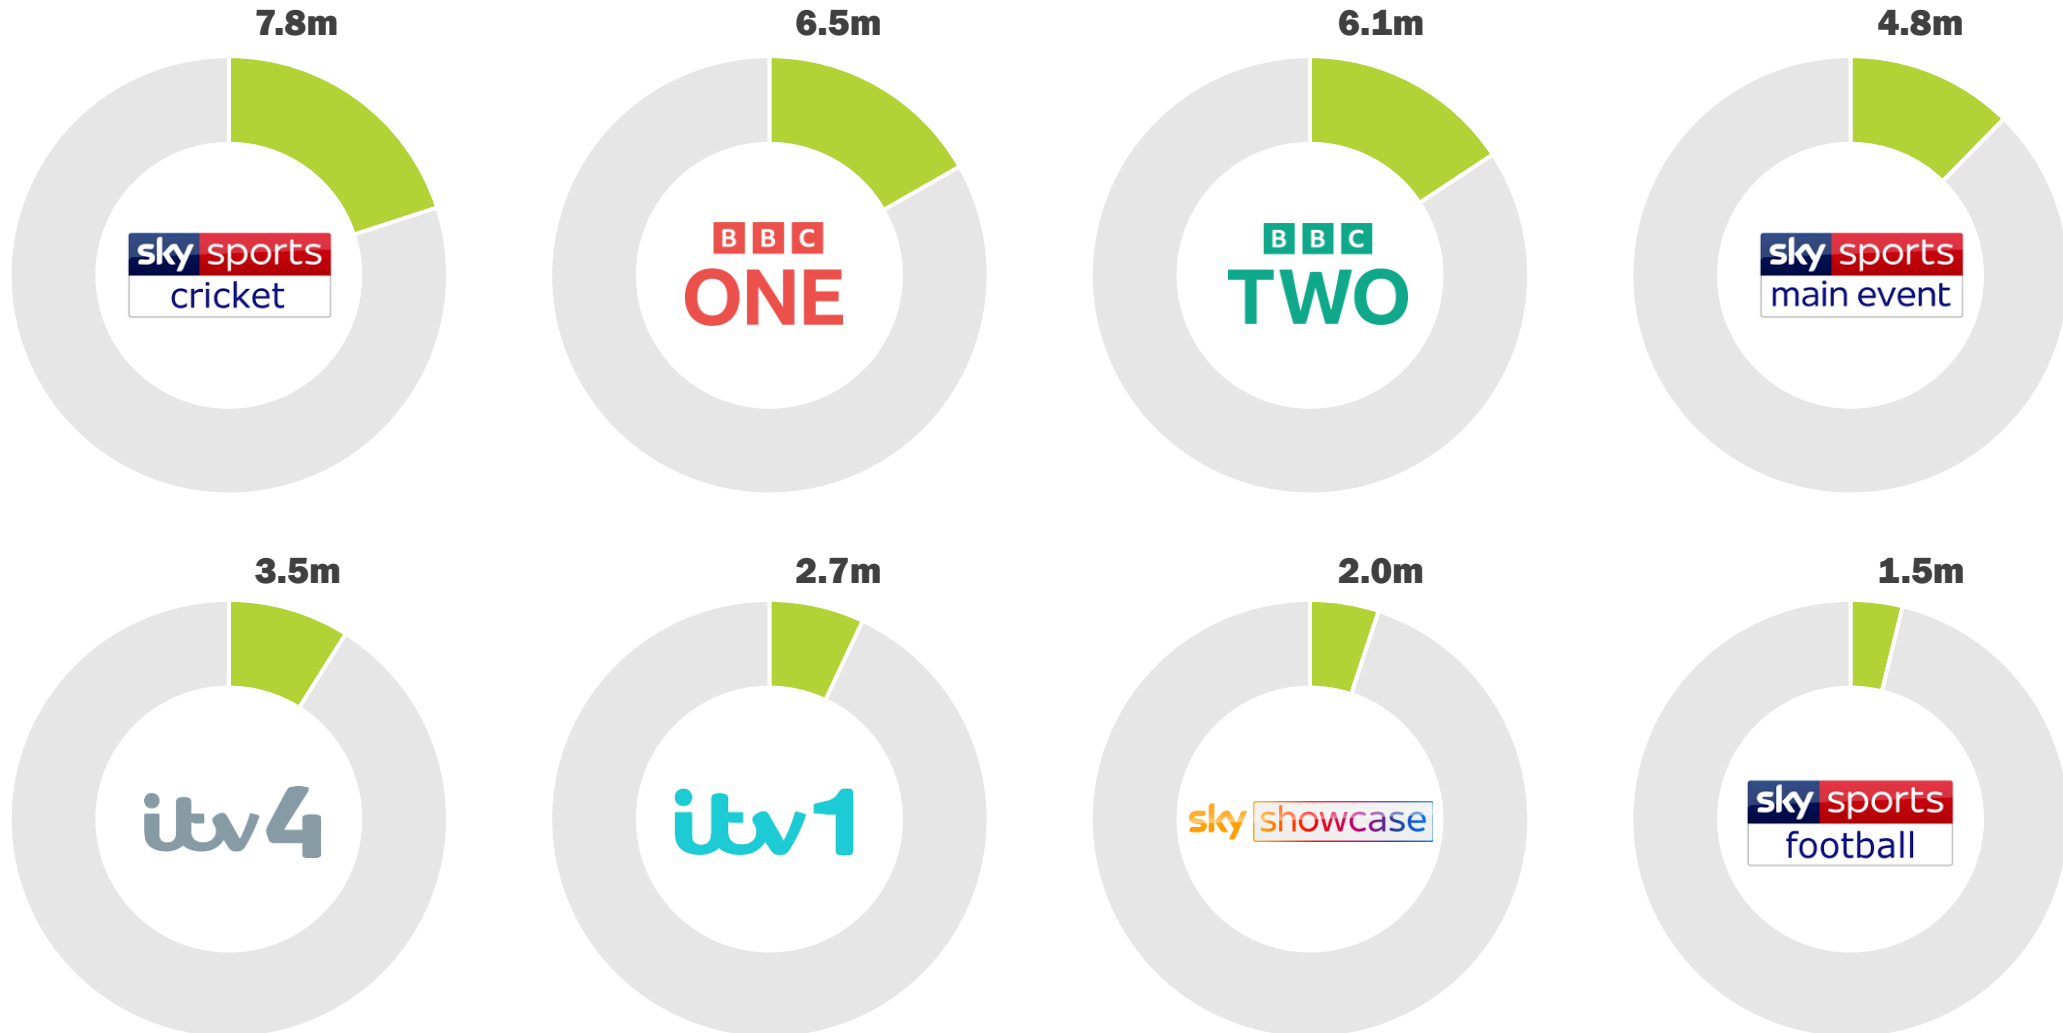 7.8m
6.5m
6.1m
4.8m
sky sports
cricket
BBC
ONE
BBC
TWO
sky sports
main event
3.5m
2.7m
2.0m
1.5m
itv4
itv1
sky showcase
sky sports
football